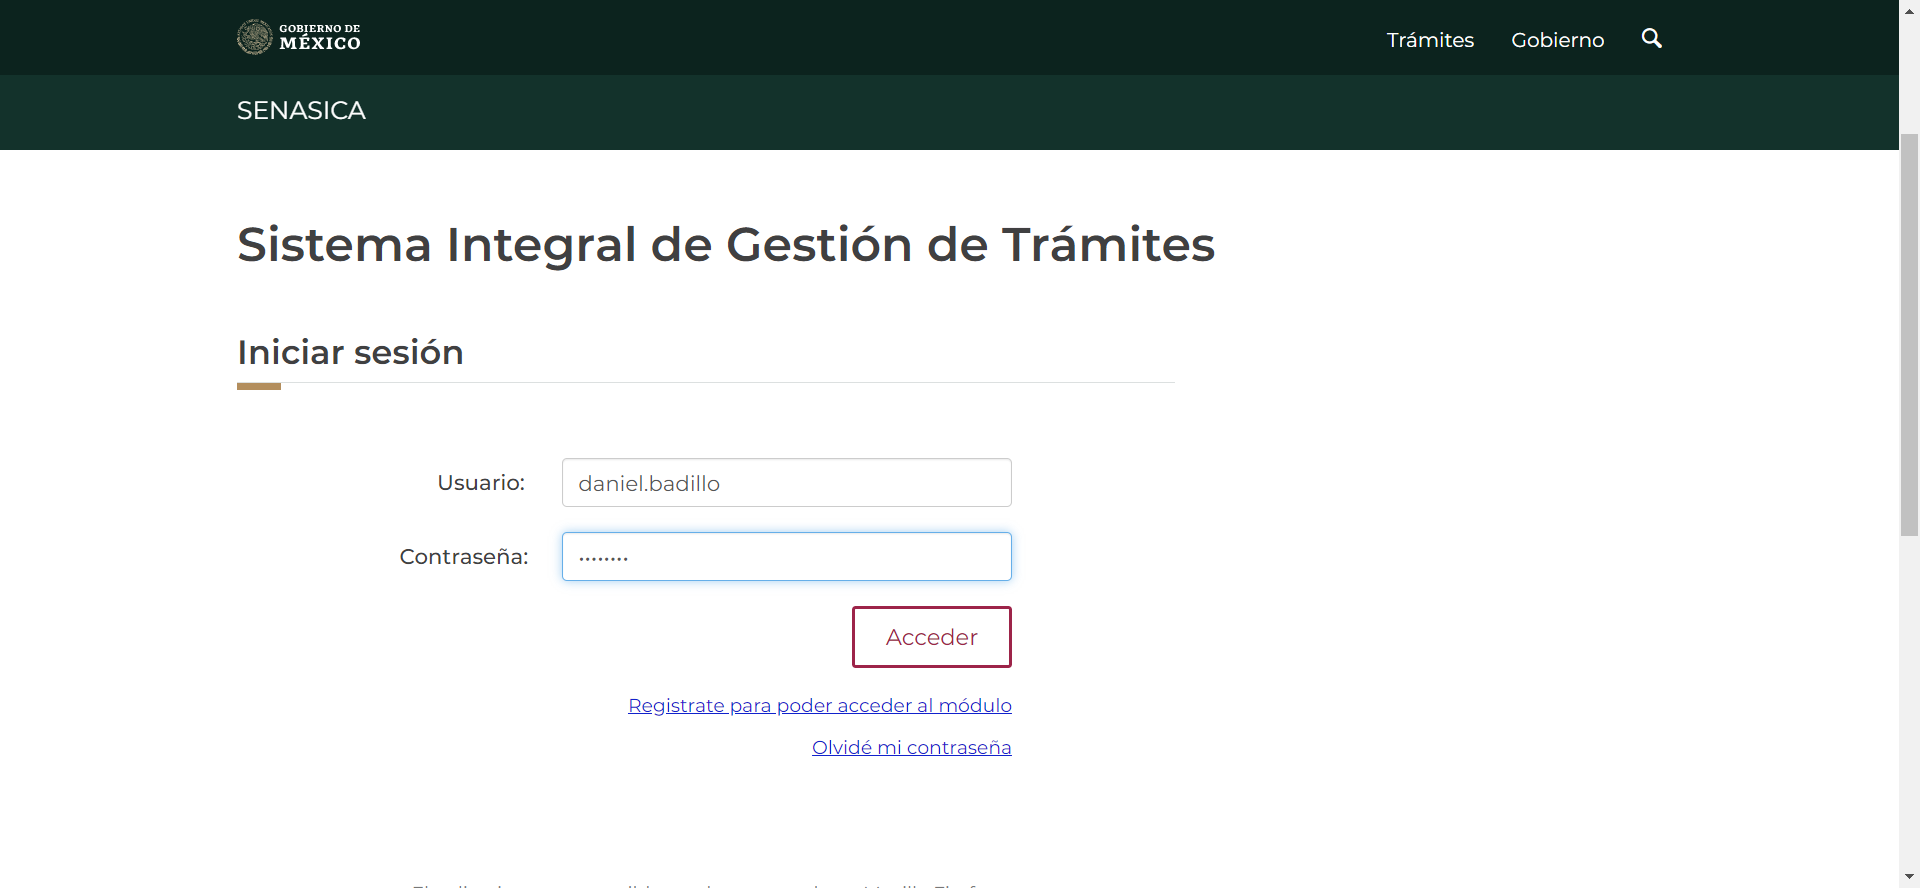 GOBIERNO DE
MÉXICO
Trámites
Gobierno
SENASICA
Sistema Integral de Gestión de Trámites
Iniciar sesión
Usuario:
daniel.badillo
Contraseña:
••••••••
Acceder
Registrate para poder acceder al módulo
Olvidé mi contraseña